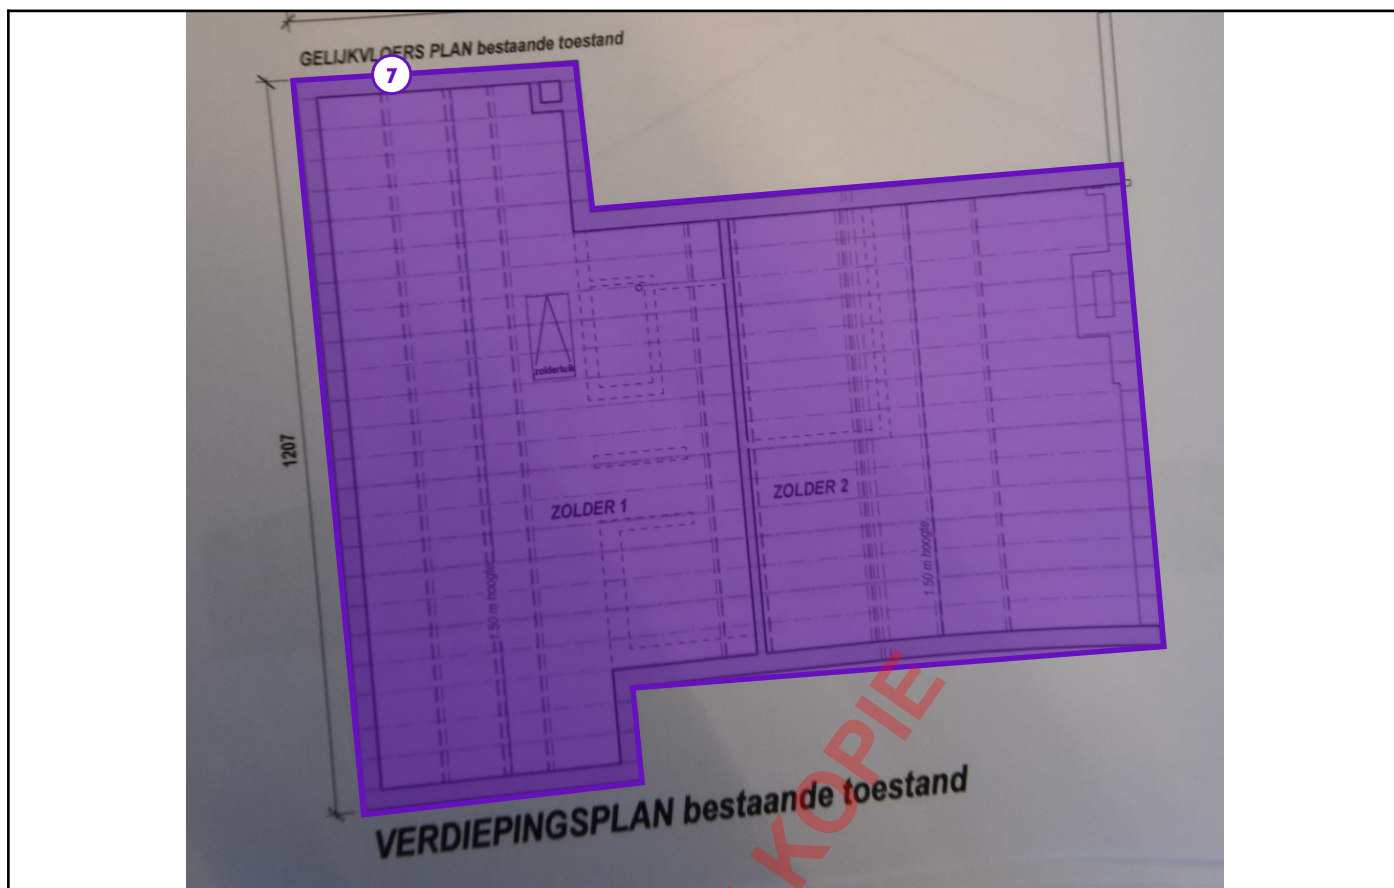 GELIJKVLOERS PLAN bestaande toestand
7
zolderluik
1207
ZOLDER 1
ZOLDER 2
1.50 m hoogte
1.50 m hoogte
KOPIE
VERDIEPINGSPLAN bestaande toestand